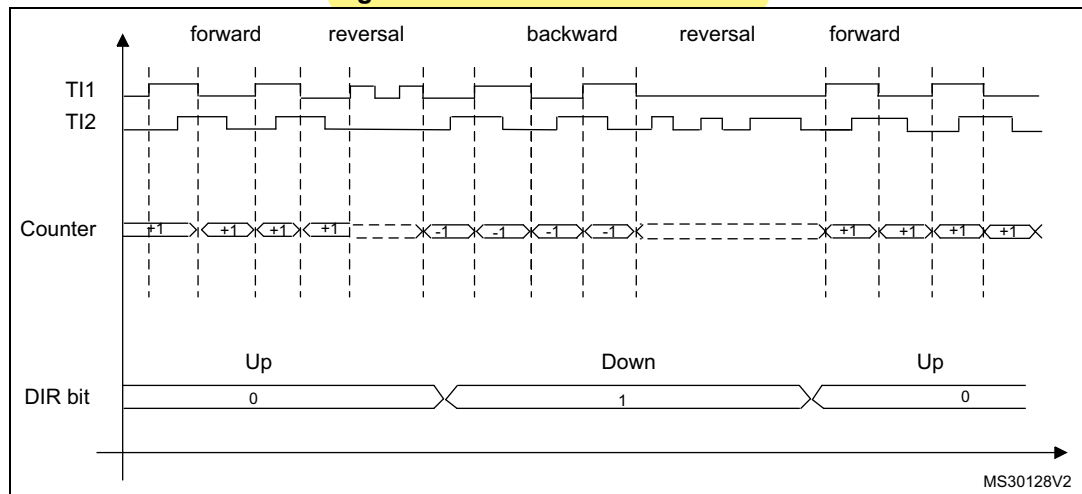 forward reversal backward reversal forward
TI1
TI2
Counter +1 +1 +1 +1 -1 -1 -1 -1 +1 +1 +1 +1
Up Down Up
DIR bit 0 1 0
MS30128V2